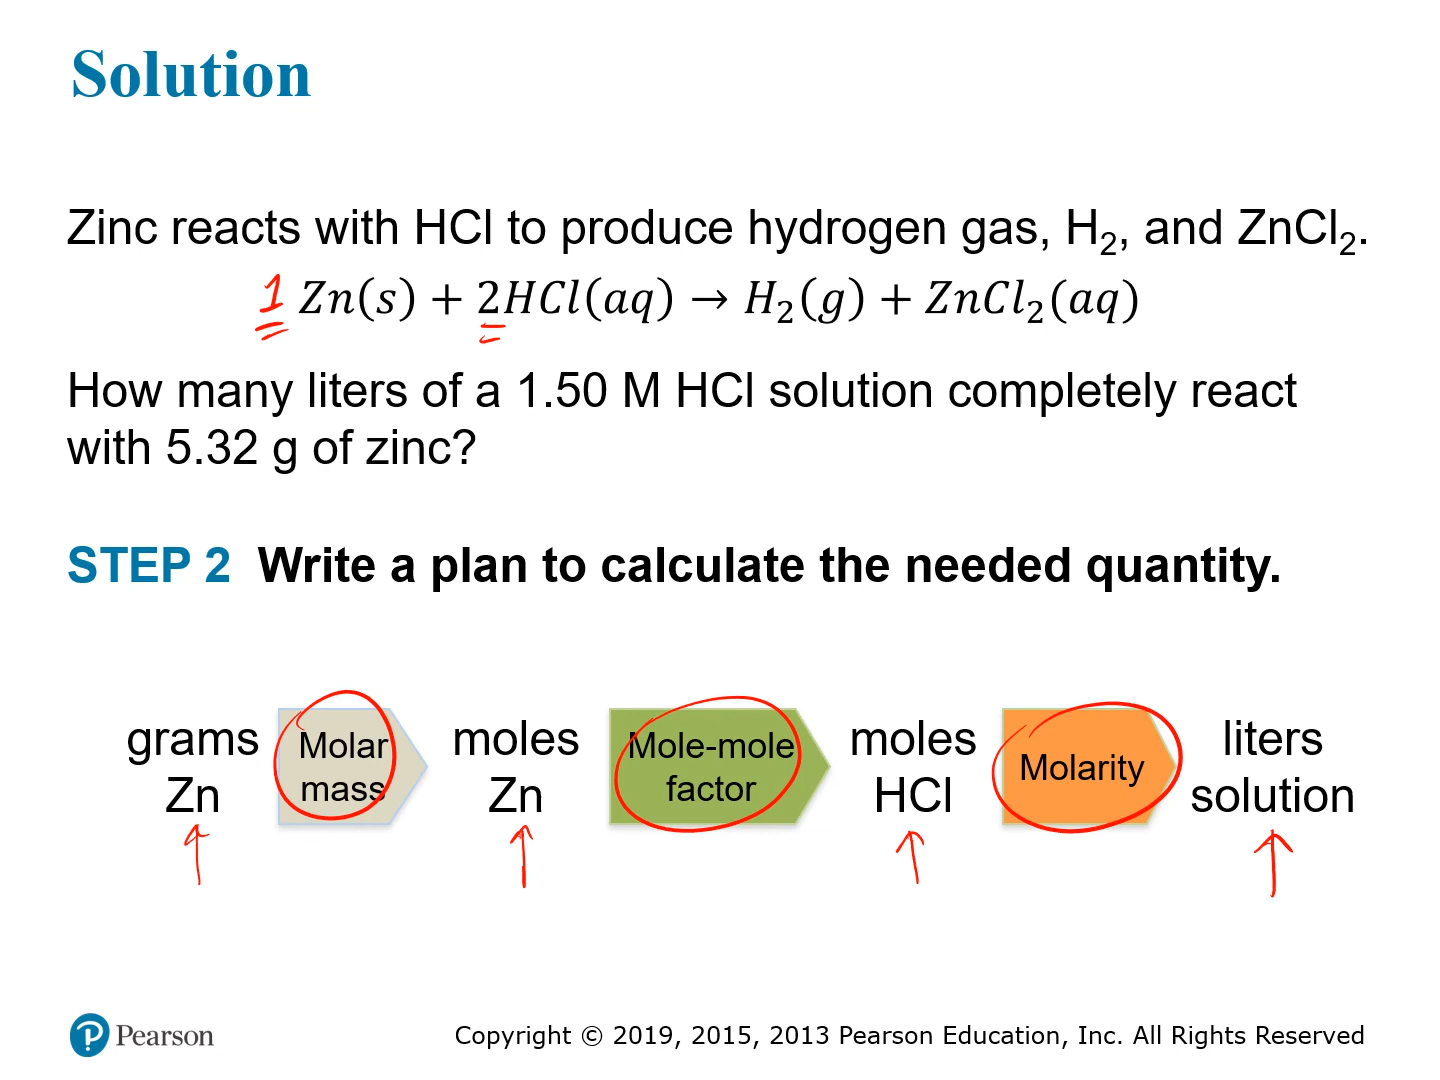 Solution
Zinc reacts with HCl to produce hydrogen gas, H₂, and ZnCl₂.
1 Zn(s) + 2HCl(aq) → H₂(g) + ZnCl₂(aq)
How many liters of a 1.50 M HCl solution completely react
with 5.32 g of zinc?
STEP 2 Write a plan to calculate the needed quantity.
grams Zn
Molar mass
moles Zn
Mole-mole factor
moles HCl
Molarity
liters solution
Pearson
Copyright © 2019, 2015, 2013 Pearson Education, Inc. All Rights Reserved